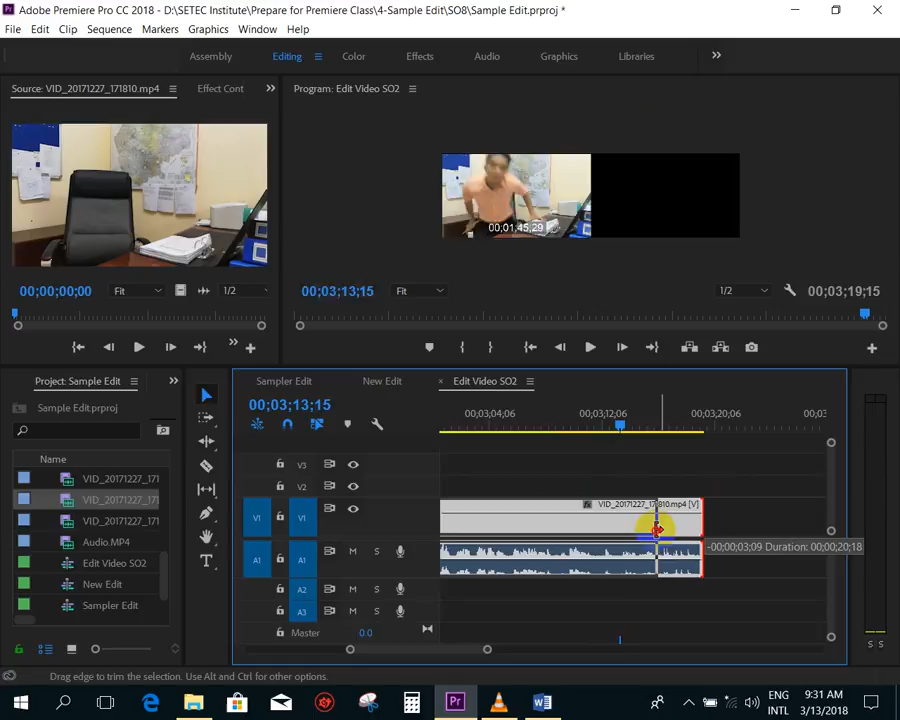 Adobe Premiere Pro CC 2018 - D:\SETEC Institute\Prepare for Premiere Class\4-Sample Edit\SO8\Sample Edit.prproj *
File Edit Clip Sequence Markers Graphics Window Help
Assembly Editing Color Effects Audio Graphics Libraries
Source: VID_20171227_171810.mp4 Effect Cont
Program: Edit Video SO2
00;01;45,29
00;00;00;00 Fit 1/2
00;03;13;15 Fit 1/2 00;03;19;15
Project: Sample Edit
Sample Edit.prproj
Name
VID_20171227_171
VID_20171227_171
VID_20171227_171
Audio.MP4
Edit Video SO2
New Edit
Sampler Edit
Sampler Edit New Edit × Edit Video SO2
00;03;13;15
00;03;04;06 00;03;12;06 00;03;20;06 00;03
V3
V2
V1 V1 VID_20171227_171810.mp4 [V]
A1 A1 M S
-00;00;03;09 Duration: 00;00;20;18
A2 M S
A3 M S
Master 0.0
S S
Drag edge to trim the selection. Use Alt and Ctrl for other options.
ENG 9:31 AM
INTL 3/13/2018